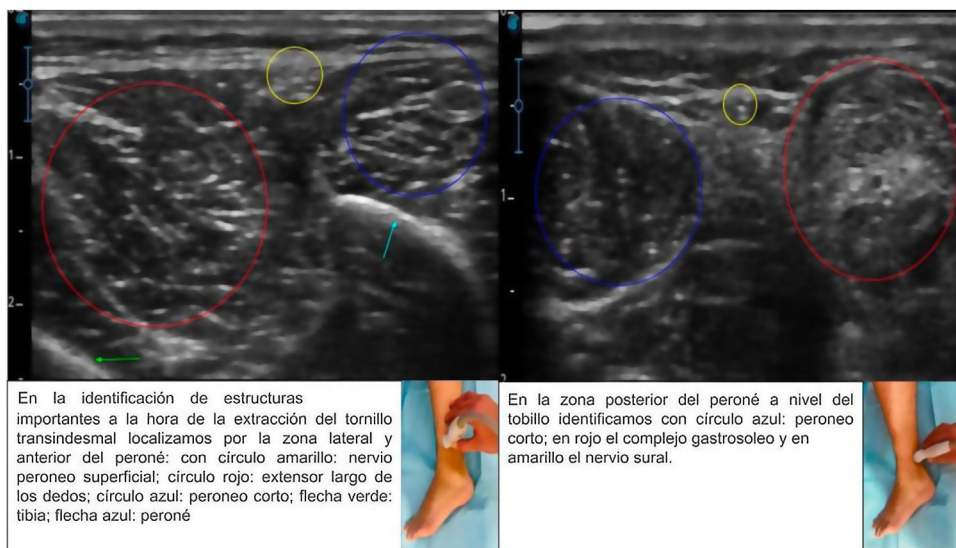 1
2
En la identificación de estructuras
importantes a la hora de la extracción del tornillo
transindesmal localizamos por la zona lateral y
anterior del peroné: con círculo amarillo: nervio
peroneo superficial; círculo rojo: extensor largo de
los dedos; círculo azul: peroneo corto; flecha verde:
tibia; flecha azul: peroné
1
En la zona posterior del peroné a nivel del
tobillo identificamos con círculo azul: peroneo
corto; en rojo el complejo gastrosoleo y en
amarillo el nervio sural.